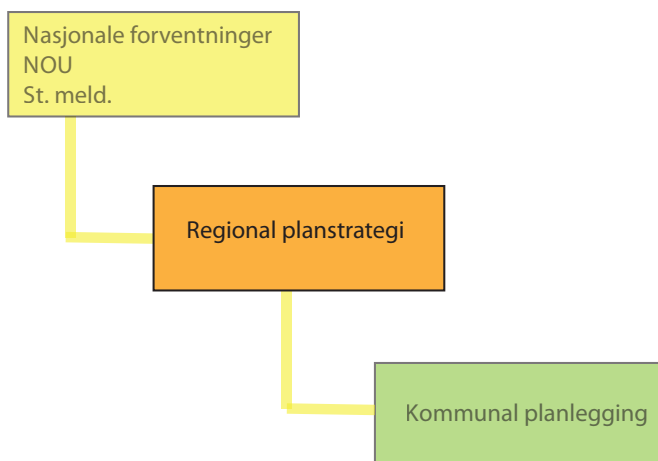 Nasjonale forventninger
NOU
St. meld.
Regional planstrategi
Kommunal planlegging